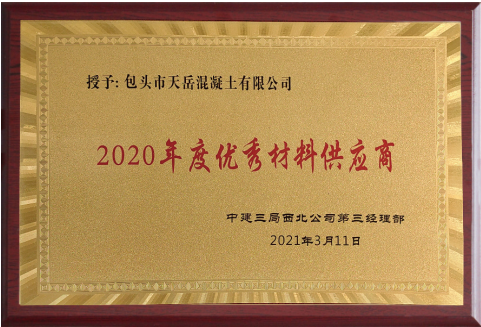 授予: 包头市天岳混凝土有限公司
2020年度优秀材料供应商
中建三局西北公司第三经理部
2021年3月11日